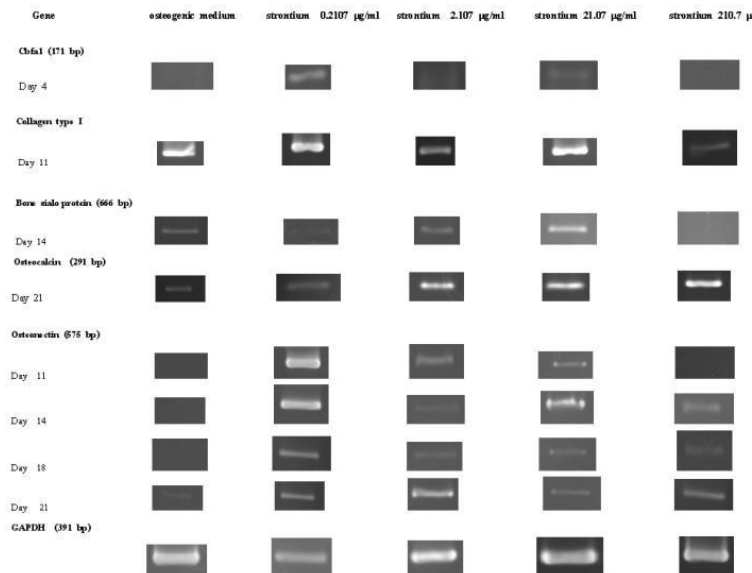 Gene osteogenic medium strontium 0.2107 µg/ml strontium 2.107 µg/ml strontium 21.07 µg/ml strontium 210.7 µ
Cbfa1 (171 bp)
Day 4
Collagen type I
Day 11
Bone sialo protein (666 bp)
Day 14
Osteocalcin (291 bp)
Day 21
Osteonectin (575 bp)
Day 11
Day 14
Day 18
Day 21
GAPDH (391 bp)